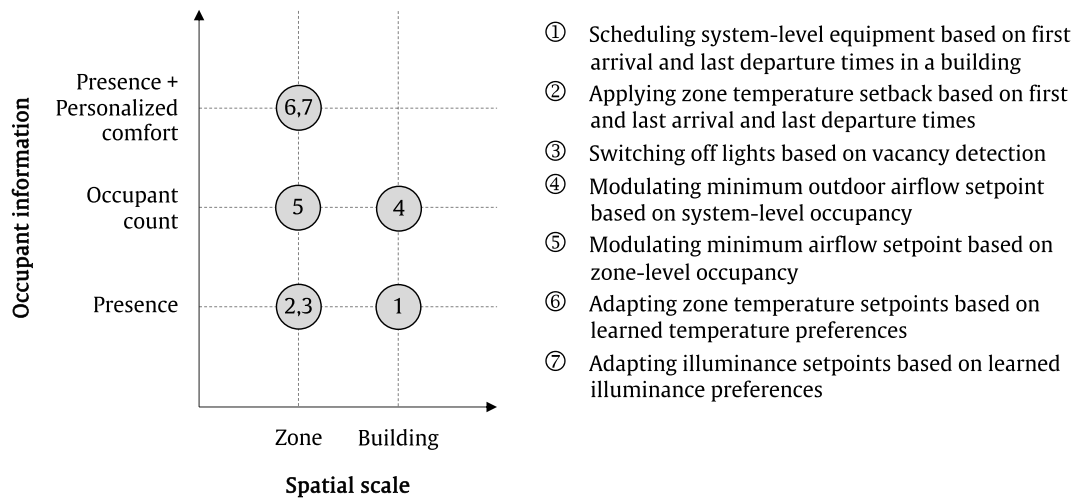 Occupant information
Presence +
Personalized
comfort
Occupant
count
Presence
6,7
5
4
2,3
1
Zone
Building
Spatial scale
① Scheduling system-level equipment based on first
arrival and last departure times in a building
② Applying zone temperature setback based on first
and last arrival and last departure times
③ Switching off lights based on vacancy detection
④ Modulating minimum outdoor airflow setpoint
based on system-level occupancy
⑤ Modulating minimum airflow setpoint based on
zone-level occupancy
⑥ Adapting zone temperature setpoints based on
learned temperature preferences
⑦ Adapting illuminance setpoints based on learned
illuminance preferences